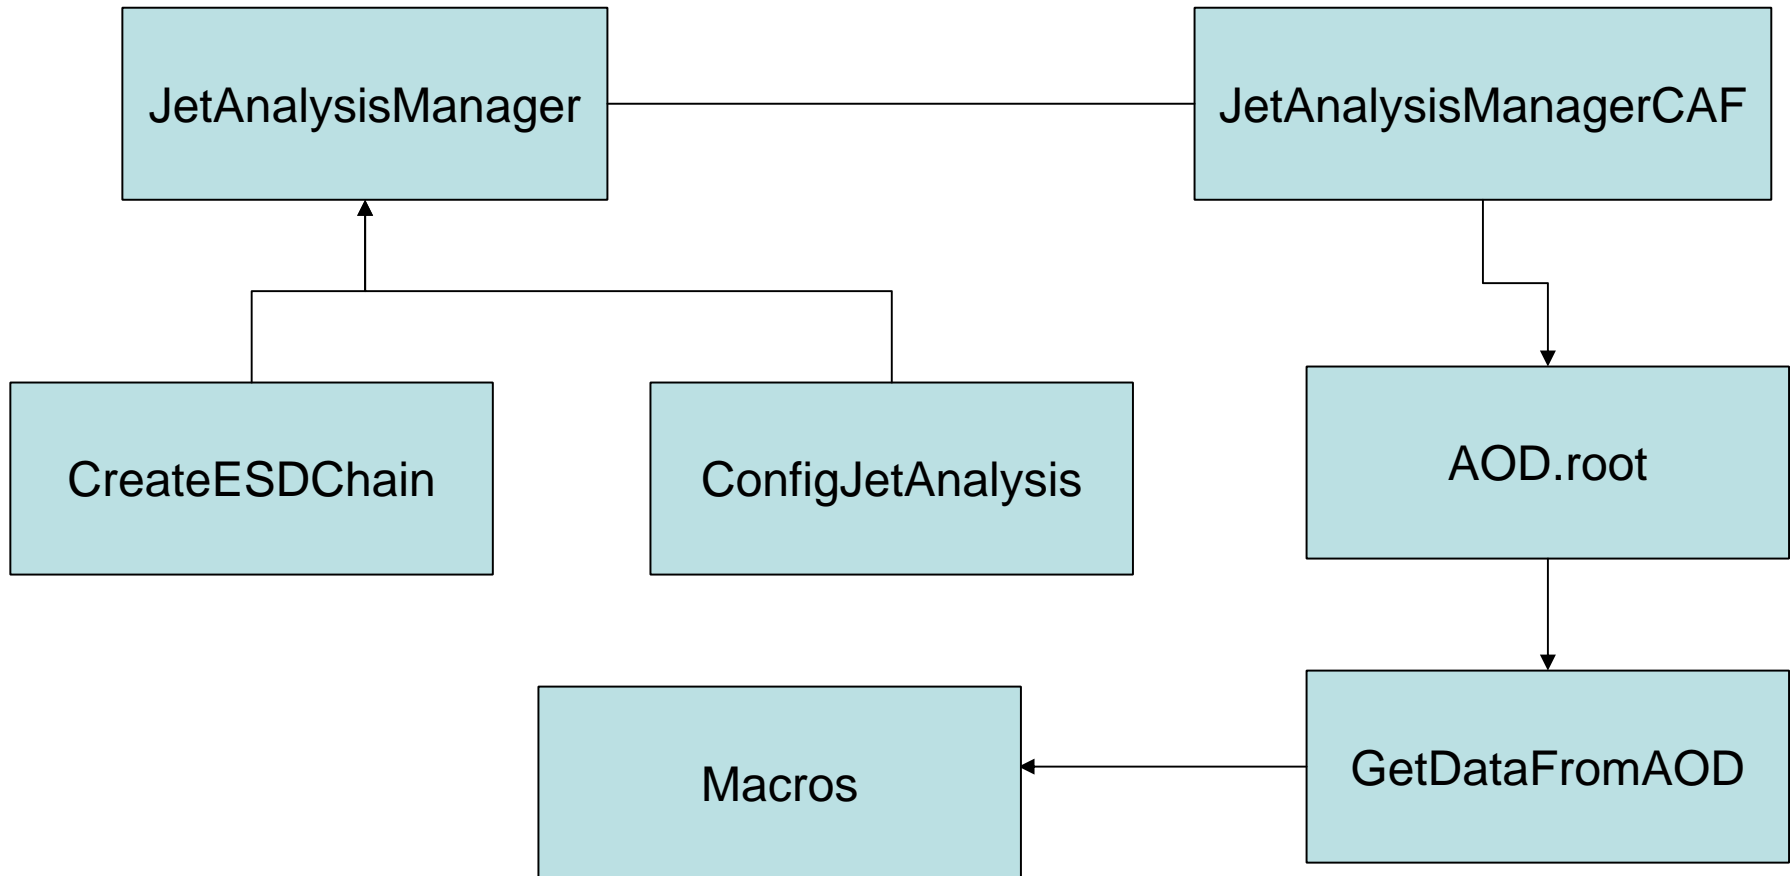 JetAnalysisManager
JetAnalysisManagerCAF
CreateESDChain
ConfigJetAnalysis
AOD.root
Macros
GetDataFromAOD